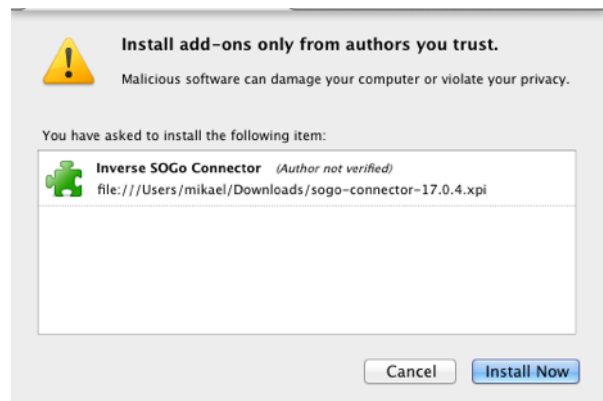 Install add-ons only from authors you trust.
Malicious software can damage your computer or violate your privacy.
You have asked to install the following item:
Inverse SOGo Connector (Author not verified)
file:///Users/mikael/Downloads/sogo-connector-17.0.4.xpi
Cancel Install Now